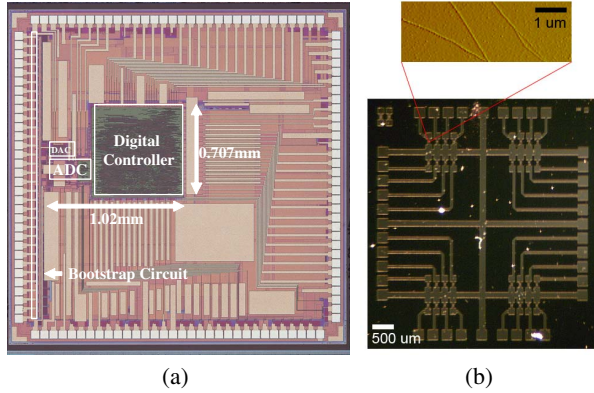 1 um
(b)
DAC
ADC
Digital
Controller
0.707mm
1.02mm
Bootstrap Circuit
500 um
(a)
(b)